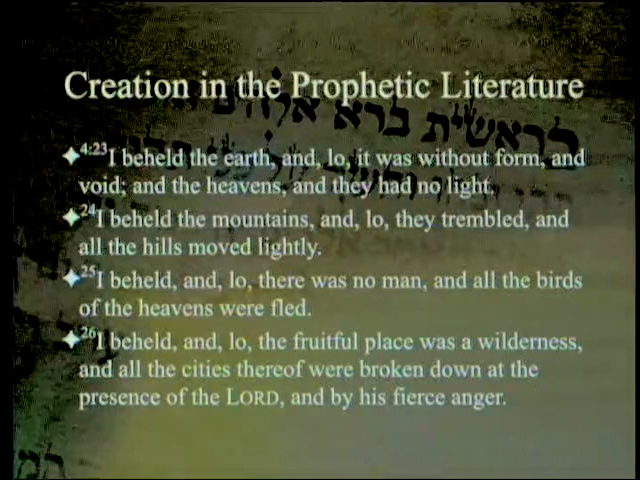 Creation in the Prophetic Literature
בראשית ברא אלהים
4:23I beheld the earth, and, lo, it was without form, and
void; and the heavens, and they had no light.
24I beheld the mountains, and, lo, they trembled, and
all the hills moved lightly.
25I beheld, and, lo, there was no man, and all the birds
of the heavens were fled.
26I beheld, and, lo, the fruitful place was a wilderness,
and all the cities thereof were broken down at the
presence of the LORD, and by his fierce anger.